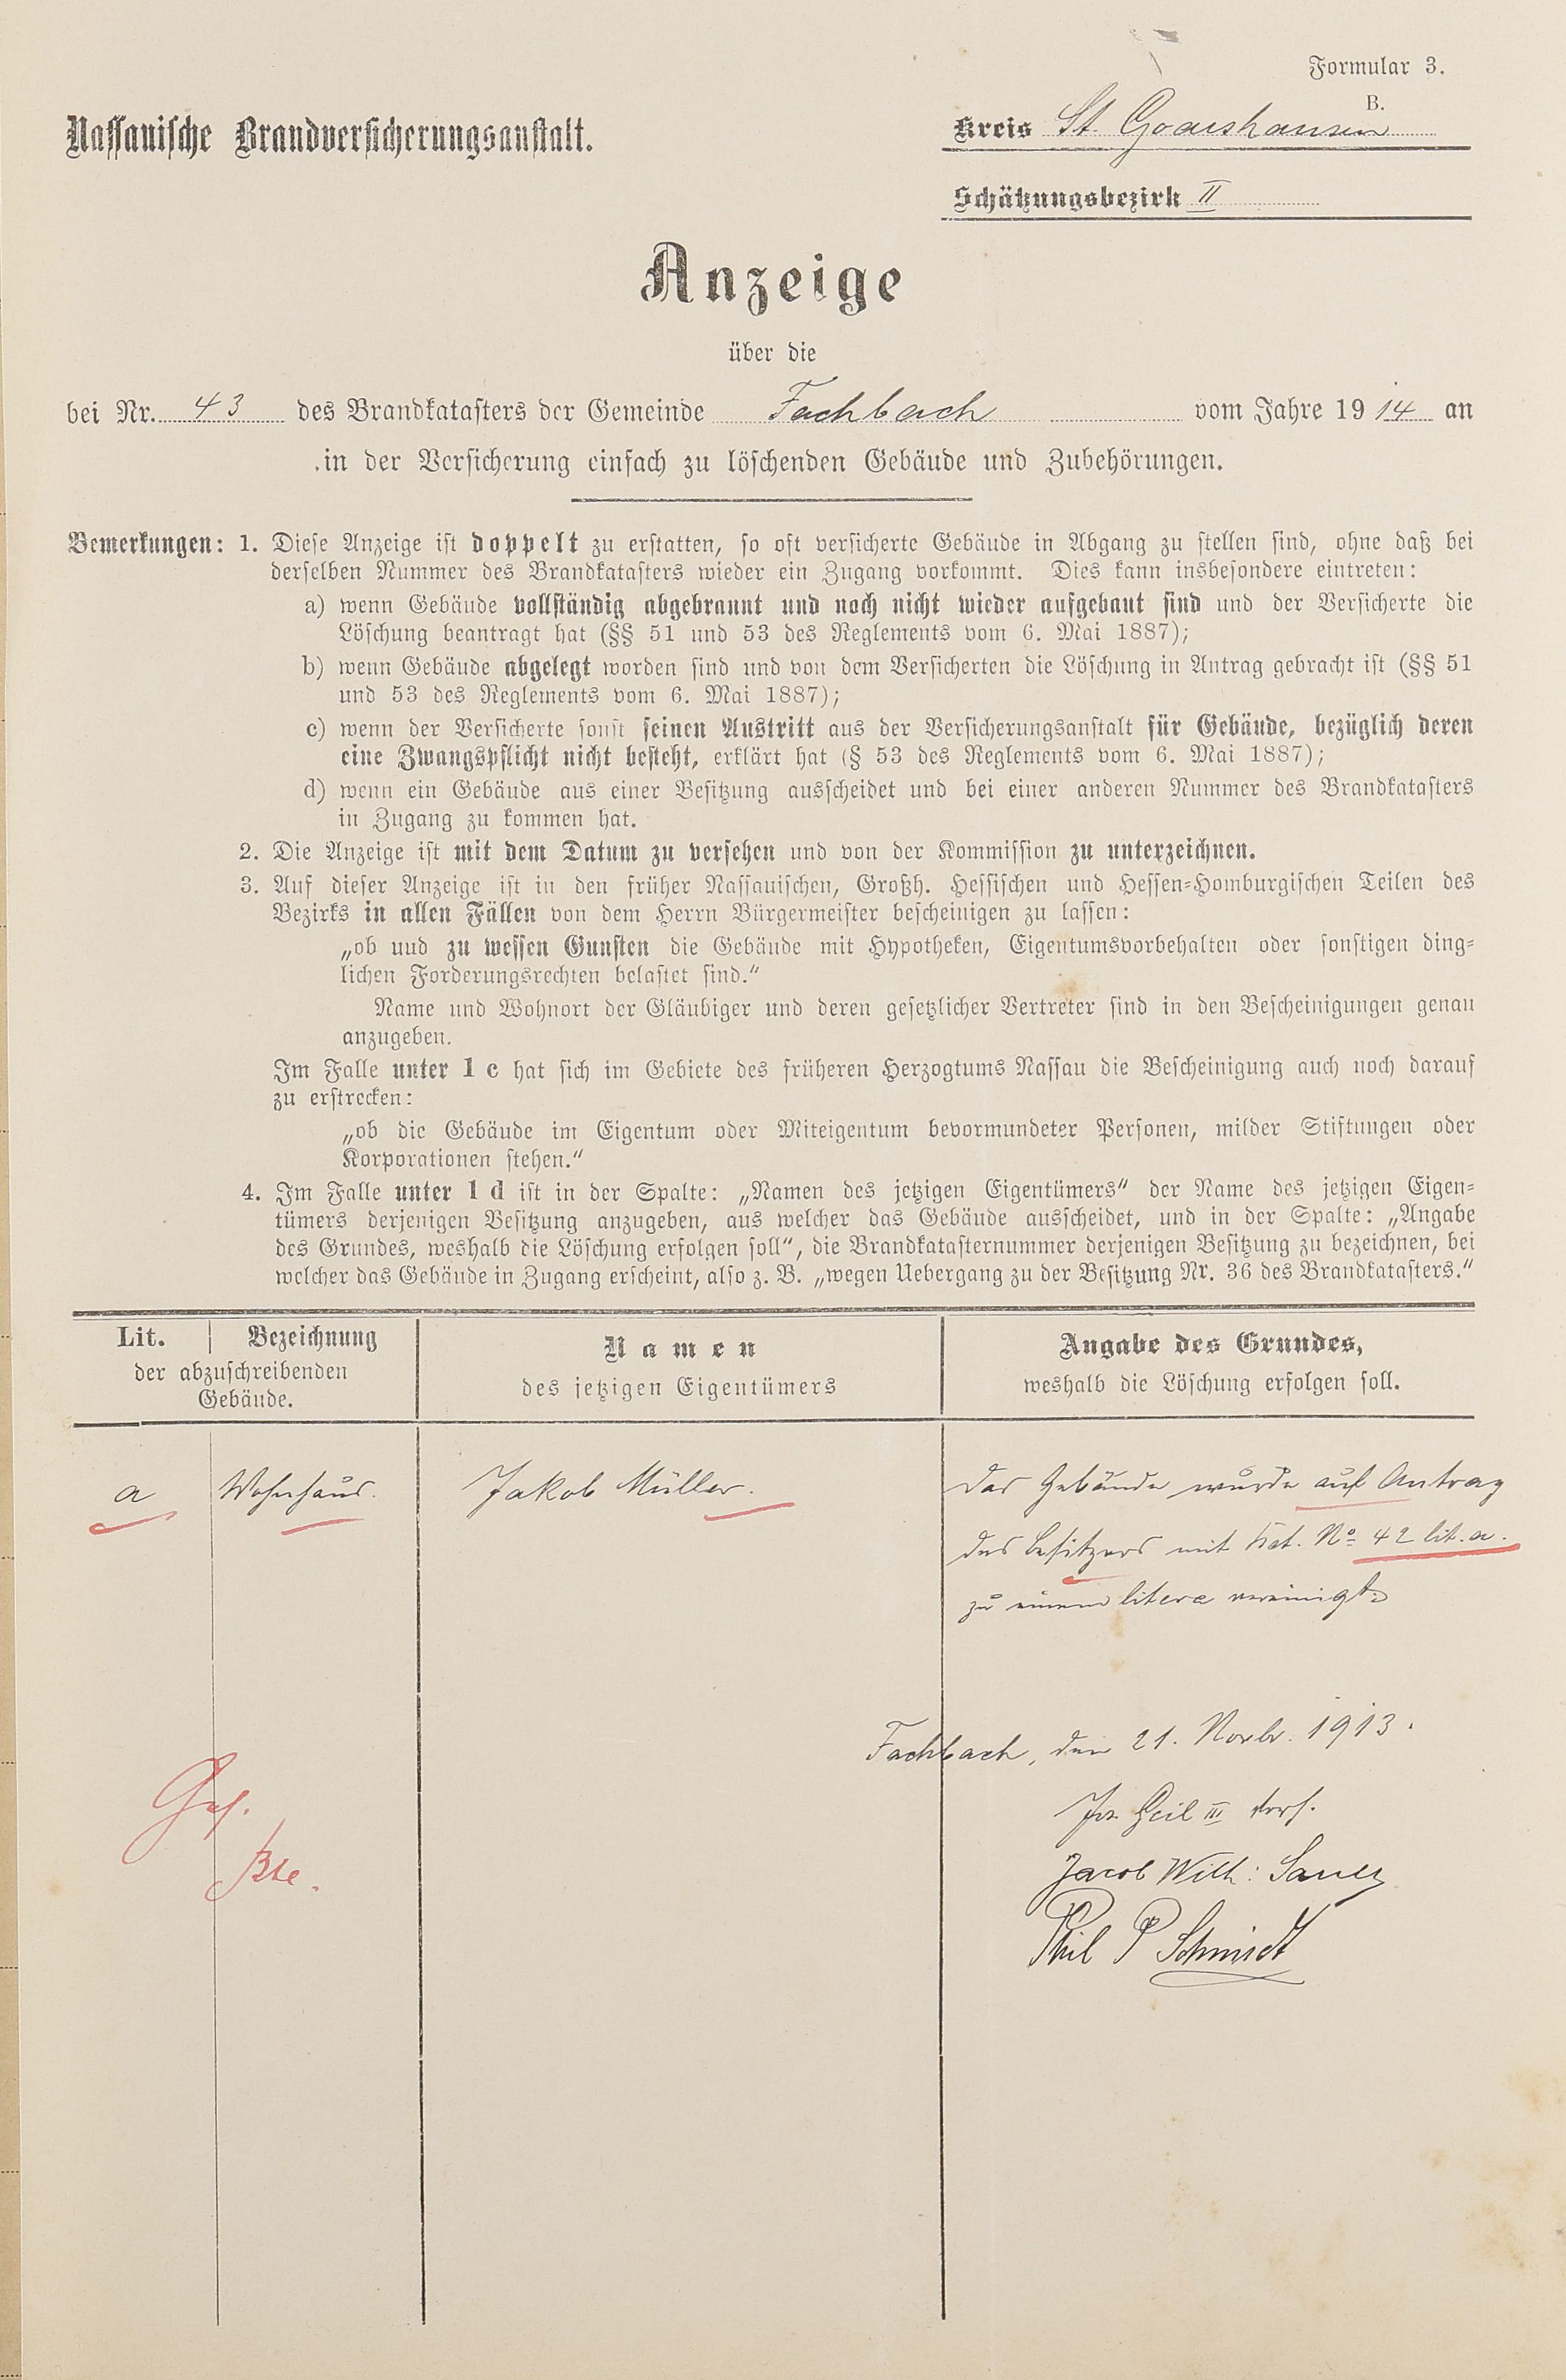 Formular 3.
B.
Nassauische Brandversicherungsanstalt.
Kreis St. Goarshausen
Schätzungsbezirk II
Anzeige
über die
bei Nr. 43 des Brandkatasters der Gemeinde Fachbach vom Jahre 1914 an
in der Versicherung einfach zu löschenden Gebäude und Zubehörungen.
Bemerkungen: 1. Diese Anzeige ist doppelt zu erstatten, so oft versicherte Gebäude in Abgang zu stellen sind, ohne daß bei
derselben Nummer des Brandkatasters wieder ein Zugang vorkommt. Dies kann insbesondere eintreten:
a) wenn Gebäude vollständig abgebrannt und noch nicht wieder aufgebaut sind und der Versicherte die
Löschung beantragt hat (§§ 51 und 53 des Reglements vom 6. Mai 1887);
b) wenn Gebäude abgelegt worden sind und von dem Versicherten die Löschung in Antrag gebracht ist (§§ 51
und 53 des Reglements vom 6. Mai 1887);
c) wenn der Versicherte sonst seinen Austritt aus der Versicherungsanstalt für Gebäude, bezüglich deren
eine Zwangspflicht nicht besteht, erklärt hat (§ 53 des Reglements vom 6. Mai 1887);
d) wenn ein Gebäude aus einer Besitzung ausscheidet und bei einer anderen Nummer des Brandkatasters
in Zugang zu kommen hat.
2. Die Anzeige ist mit dem Datum zu versehen und von der Kommission zu unterzeichnen.
3. Auf dieser Anzeige ist in den früher Nassauischen, Großh. Hessischen und Hessen=Homburgischen Teilen des
Bezirks in allen Fällen von dem Herrn Bürgermeister bescheinigen zu lassen:
„ob und zu wessen Gunsten die Gebäude mit Hypotheken, Eigentumsvorbehalten oder sonstigen ding=
lichen Forderungsrechten belastet sind.“
Name und Wohnort der Gläubiger und deren gesetzlicher Vertreter sind in den Bescheinigungen genau
anzugeben.
Im Falle unter 1 c hat sich im Gebiete des früheren Herzogtums Nassau die Bescheinigung auch noch darauf
zu erstrecken:
„ob die Gebäude im Eigentum oder Miteigentum bevormundeter Personen, milder Stiftungen oder
Korporationen stehen.“
4. Im Falle unter 1 d ist in der Spalte: „Namen des jetzigen Eigentümers“ der Name des jetzigen Eigen=
tümers derjenigen Besitzung anzugeben, aus welcher das Gebäude ausscheidet, und in der Spalte: „Angabe
des Grundes, weshalb die Löschung erfolgen soll“, die Brandkatasternummer derjenigen Besitzung zu bezeichnen, bei
welcher das Gebäude in Zugang erscheint, also z. B. „wegen Uebergang zu der Besitzung Nr. 36 des Brandkatasters.“
Lit. Bezeichnung
der abzuschreibenden
Gebäude.
Namen
des jetzigen Eigentümers
Angabe des Grundes,
weshalb die Löschung erfolgen soll.
a Wohnhaus. Jakob Müller. Das Gebäude wurde auf Antrag
des Besitzers mit Kat. No 42 lit. a.
zu einem litera vereinigt.
Fachbach, den 21. Novbr. 1913.
Geil III
Jacob Wilh: Sauer
Phil P Schmidt